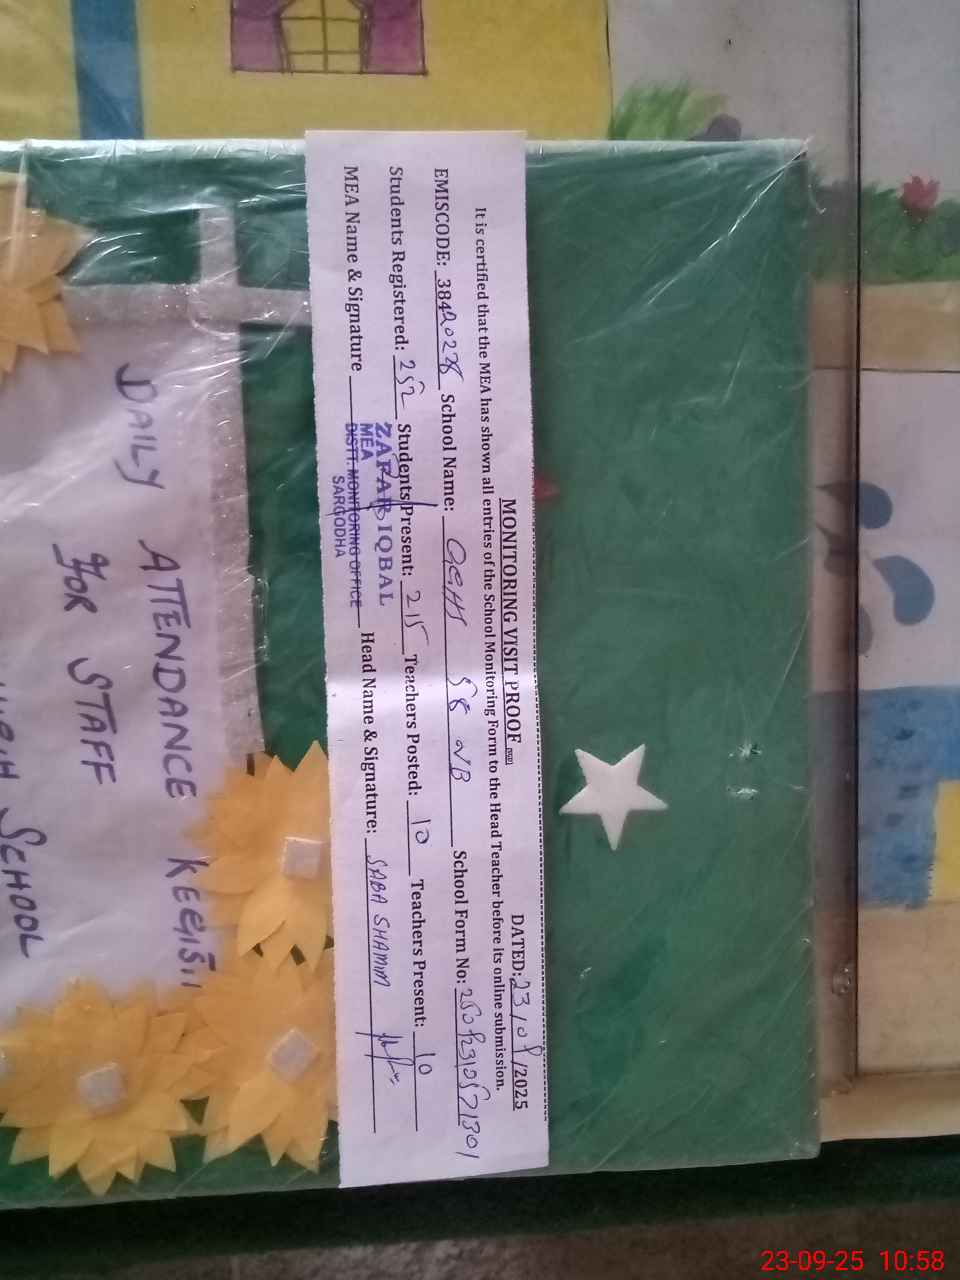 MONITORING VISIT PROOF
DATED: 23/09/2025
It is certified that the MEA has shown all entries of the School Monitoring Form to the Head Teacher before its online submission.
EMISCODE: School Name: 58 NB School Form No:
Students Registered: 252 Students Present: 215 Teachers Posted: 10 Teachers Present: 10
MEA Name & Signature Head Name & Signature: SABA SHAMIM
ZAFAR IQBAL
MEA
DISTT. MONITORING OFFICE
SARGODHA
DAILY ATTENDANCE
FOR STAFF
SCHOOL
23-09-25 10:58